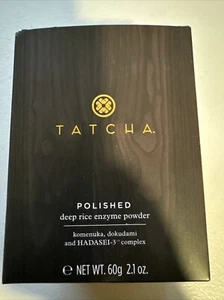 TATCHA.
POLISHED
deep rice enzyme powder
komenuka, dokudami
and HADASEI-3™ complex
℮ NET WT. 60g 2.1 oz.